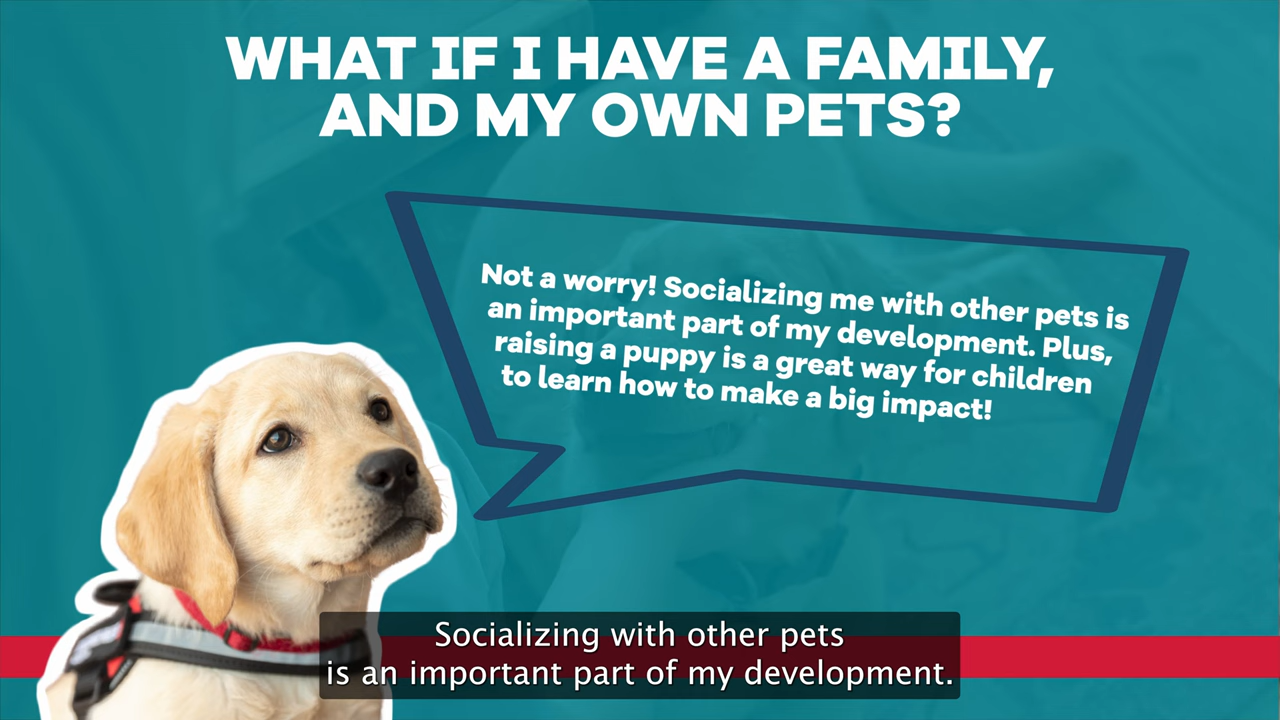 WHAT IF I HAVE A FAMILY,
AND MY OWN PETS?
Not a worry! Socializing me with other pets is
an important part of my development. Plus,
raising a puppy is a great way for children
to learn how to make a big impact!
Socializing with other pets
is an important part of my development.